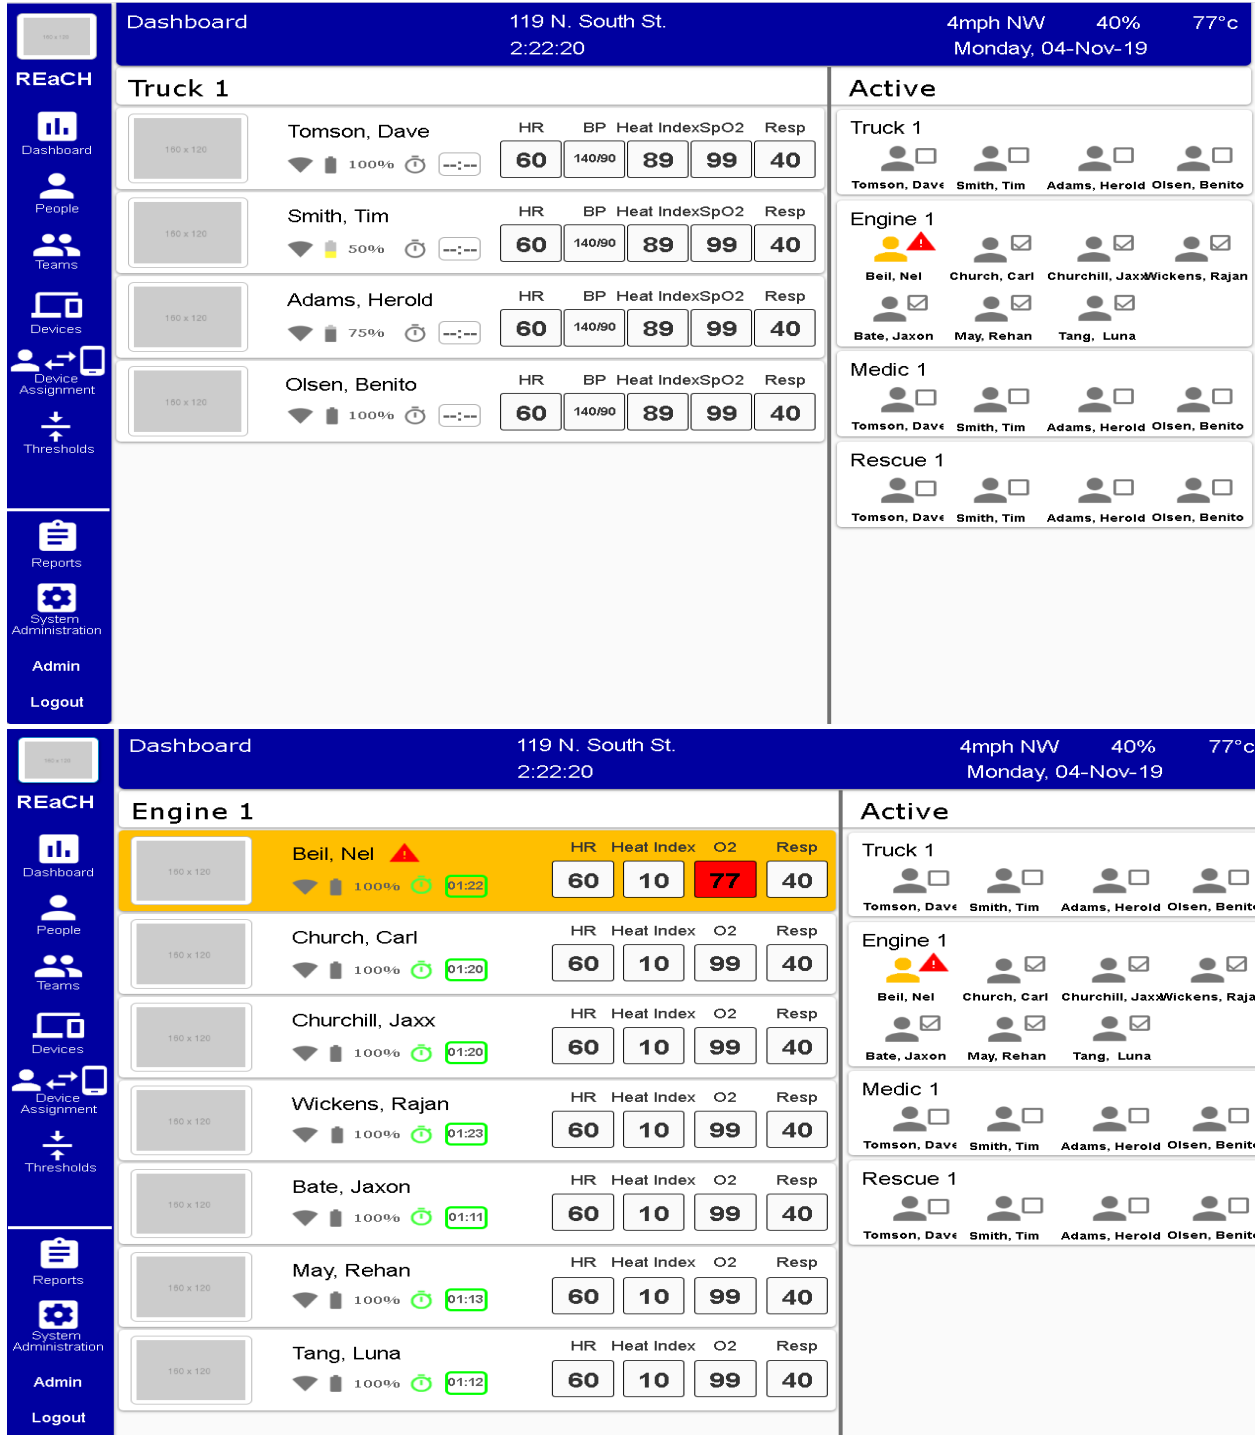 160 x 120
REaCH
Dashboard
People
Teams
Devices
Device
Assignment
Thresholds
Reports
System
Administration
Admin
Logout
Dashboard 119 N. South St. 4mph NW 40% 77°c
2:22:20 Monday, 04-Nov-19
Truck 1
160 x 120
Tomson, Dave HR BP Heat Index SpO2 Resp
100% --:-- 60 140/90 89 99 40
160 x 120
Smith, Tim HR BP Heat Index SpO2 Resp
50% --:-- 60 140/90 89 99 40
160 x 120
Adams, Herold HR BP Heat Index SpO2 Resp
75% --:-- 60 140/90 89 99 40
160 x 120
Olsen, Benito HR BP Heat Index SpO2 Resp
100% --:-- 60 140/90 89 99 40
Active
Truck 1
Tomson, Dave Smith, Tim Adams, Herold Olsen, Benito
Engine 1
Beil, Nel Church, Carl Churchill, Jaxx Wickens, Rajan
Bate, Jaxon May, Rehan Tang, Luna
Medic 1
Tomson, Dave Smith, Tim Adams, Herold Olsen, Benito
Rescue 1
Tomson, Dave Smith, Tim Adams, Herold Olsen, Benito
160 x 120
REaCH
Dashboard
People
Teams
Devices
Device
Assignment
Thresholds
Reports
System
Administration
Admin
Logout
Dashboard 119 N. South St. 4mph NW 40% 77°c
2:22:20 Monday, 04-Nov-19
Engine 1
160 x 120
Beil, Nel HR Heat Index O2 Resp
100% 01:22 60 10 77 40
160 x 120
Church, Carl HR Heat Index O2 Resp
100% 01:20 60 10 99 40
160 x 120
Churchill, Jaxx HR Heat Index O2 Resp
100% 01:20 60 10 99 40
160 x 120
Wickens, Rajan HR Heat Index O2 Resp
100% 01:23 60 10 99 40
160 x 120
Bate, Jaxon HR Heat Index O2 Resp
100% 01:11 60 10 99 40
160 x 120
May, Rehan HR Heat Index O2 Resp
100% 01:13 60 10 99 40
160 x 120
Tang, Luna HR Heat Index O2 Resp
100% 01:12 60 10 99 40
Active
Truck 1
Tomson, Dave Smith, Tim Adams, Herold Olsen, Benito
Engine 1
Beil, Nel Church, Carl Churchill, Jaxx Wickens, Raja
Bate, Jaxon May, Rehan Tang, Luna
Medic 1
Tomson, Dave Smith, Tim Adams, Herold Olsen, Benito
Rescue 1
Tomson, Dave Smith, Tim Adams, Herold Olsen, Benito